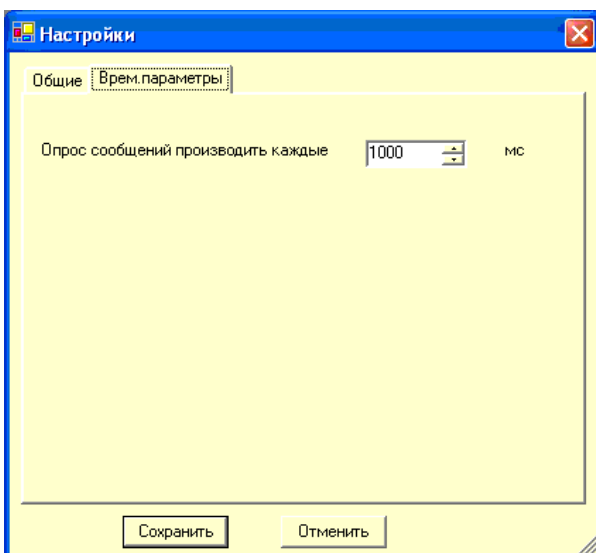 Настройки
Общие Врем.параметры
Опрос сообщений производить каждые 1000 мс
Сохранить Отменить